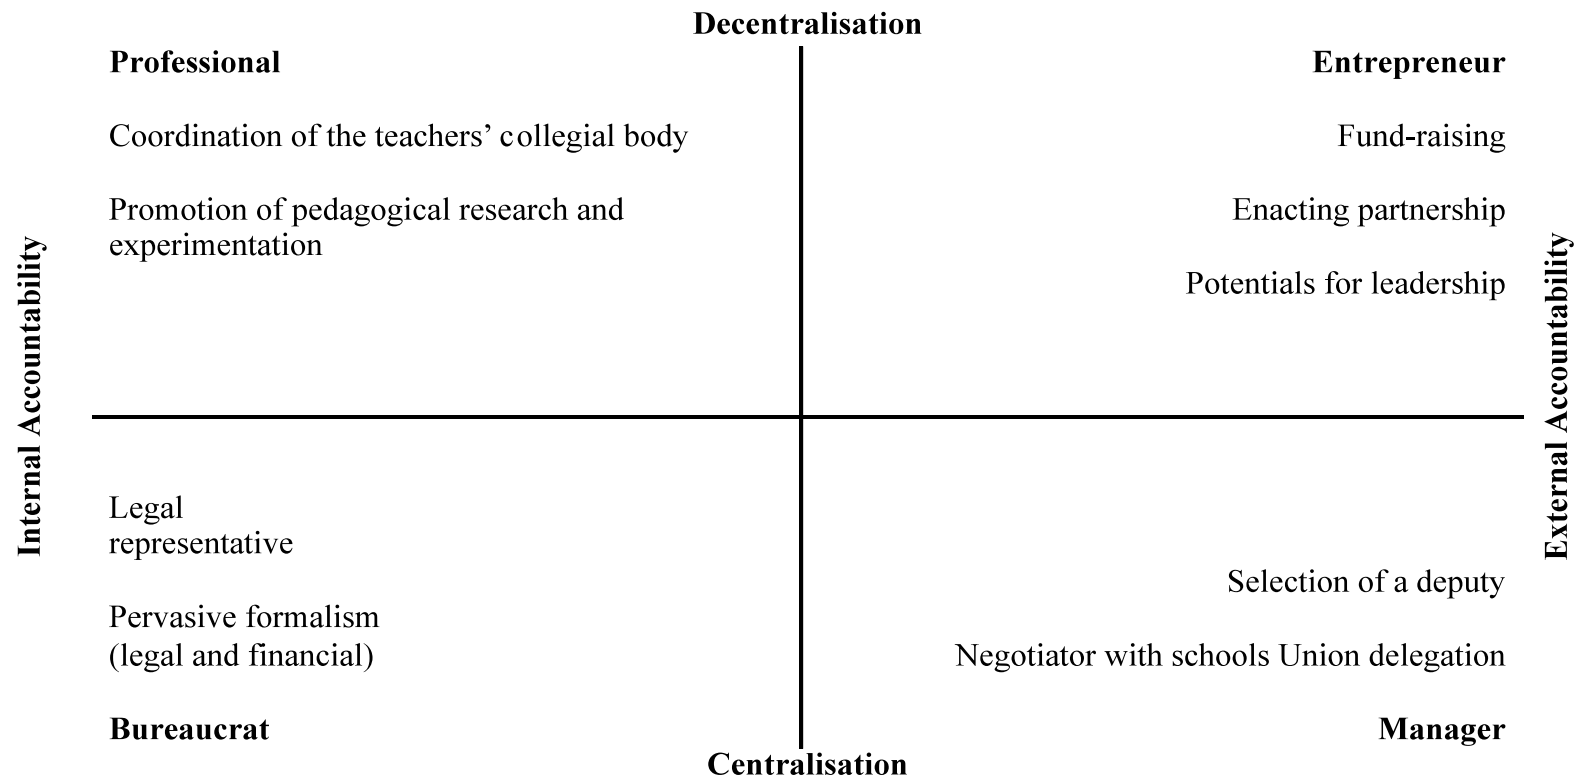 Decentralisation
Professional
Coordination of the teachers’ collegial body
Promotion of pedagogical research and
experimentation
Entrepreneur
Fund-raising
Enacting partnership
Potentials for leadership
Internal Accountability
External Accountability
Legal
representative
Pervasive formalism
(legal and financial)
Bureaucrat
Selection of a deputy
Negotiator with schools Union delegation
Manager
Centralisation